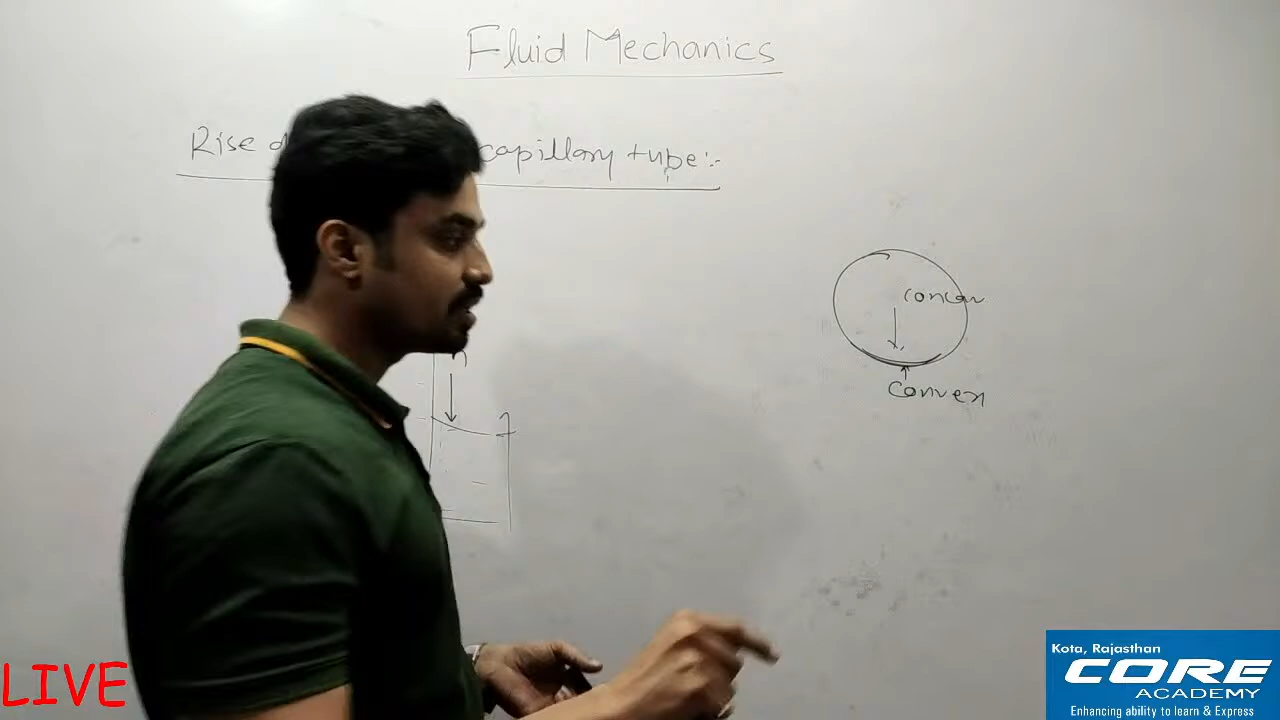 Fluid Mechanics
Rise capillary tube:-
concav
convex
LIVE
Kota, Rajasthan
CORE
ACADEMY
Enhancing ability to learn & Express